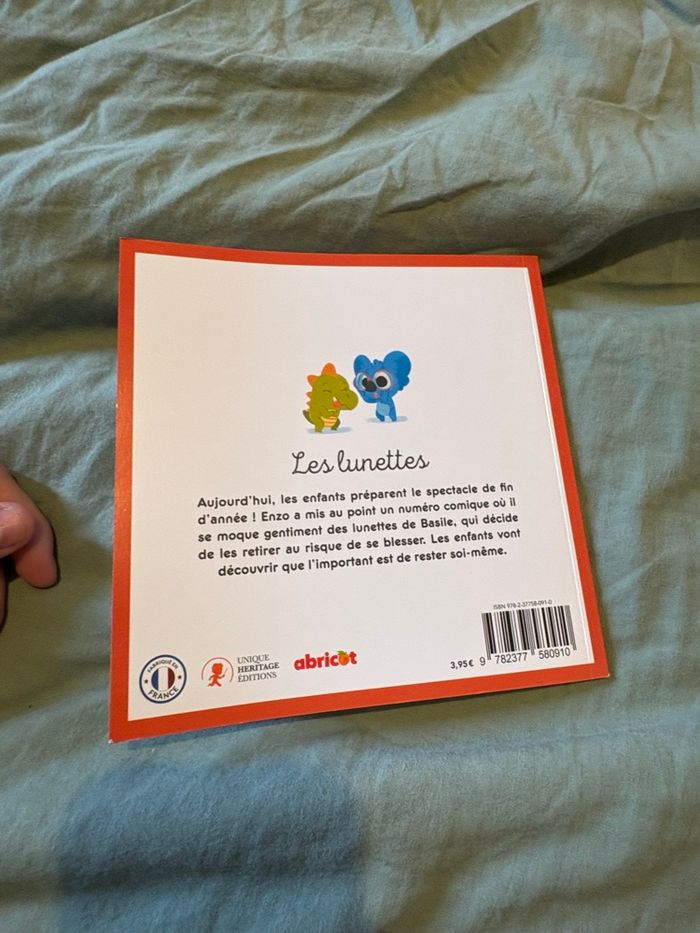 Les lunettes
Aujourd'hui, les enfants préparent le spectacle de fin
d'année ! Enzo a mis au point un numéro comique où il
se moque gentiment des lunettes de Basile, qui décide
de les retirer au risque de se blesser. Les enfants vont
découvrir que l'important est de rester soi-même.
ISBN 978-2-37758-091-0
3,95€
9 782377 580910
FABRIQUÉ EN
FRANCE
UNIQUE
HERITAGE
ÉDITIONS
abricot